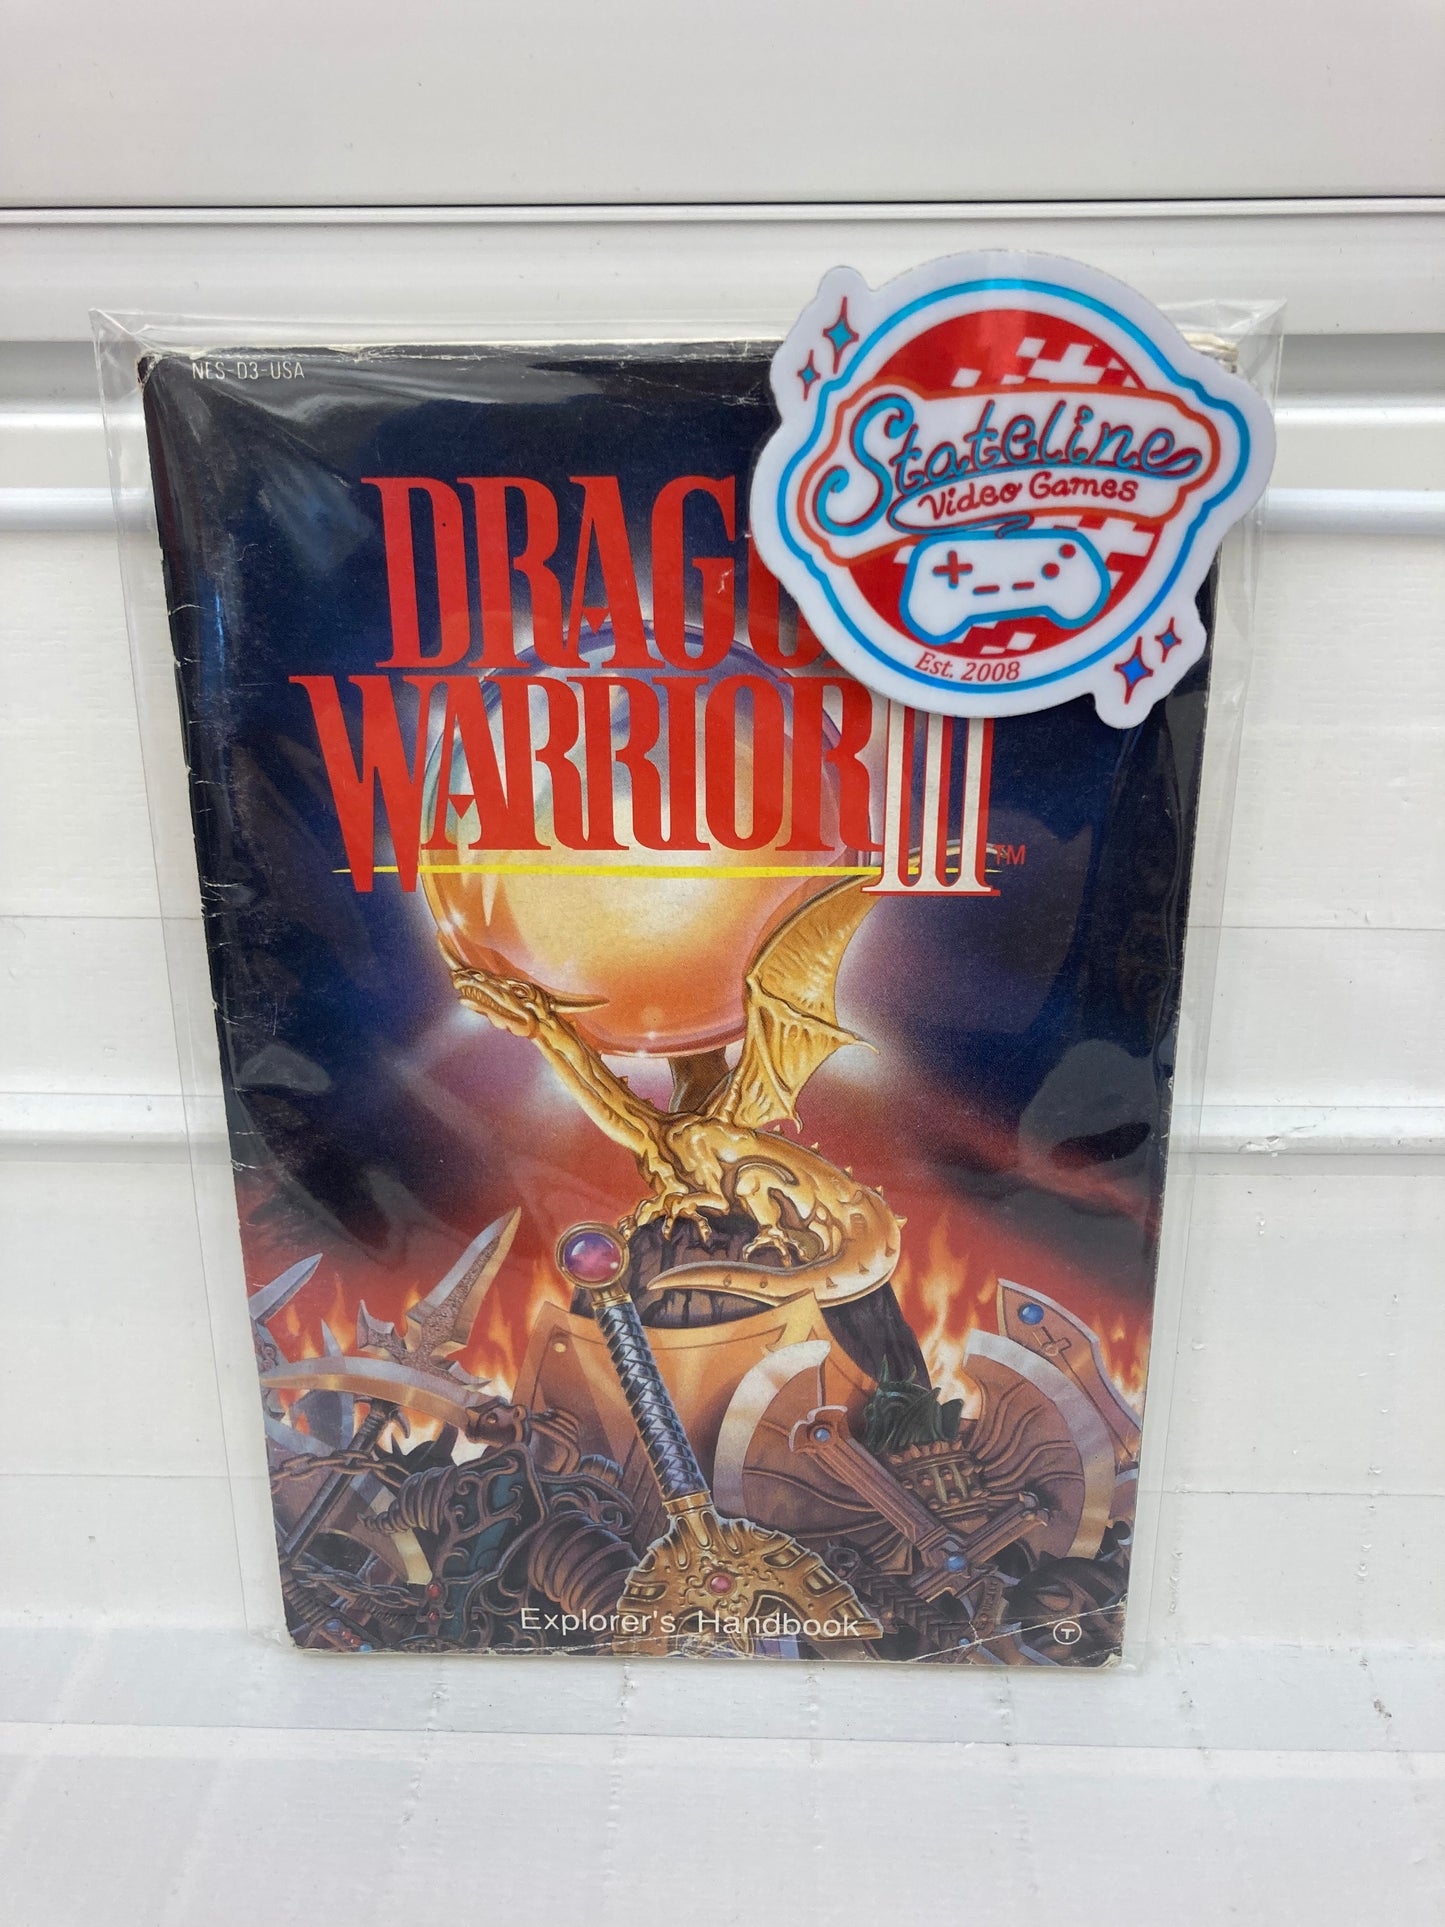 NES-D3-USA
DRAGO
WARRIOR III TM
Stateline
Video Games
Est. 2008
Explorer's Handbook
T